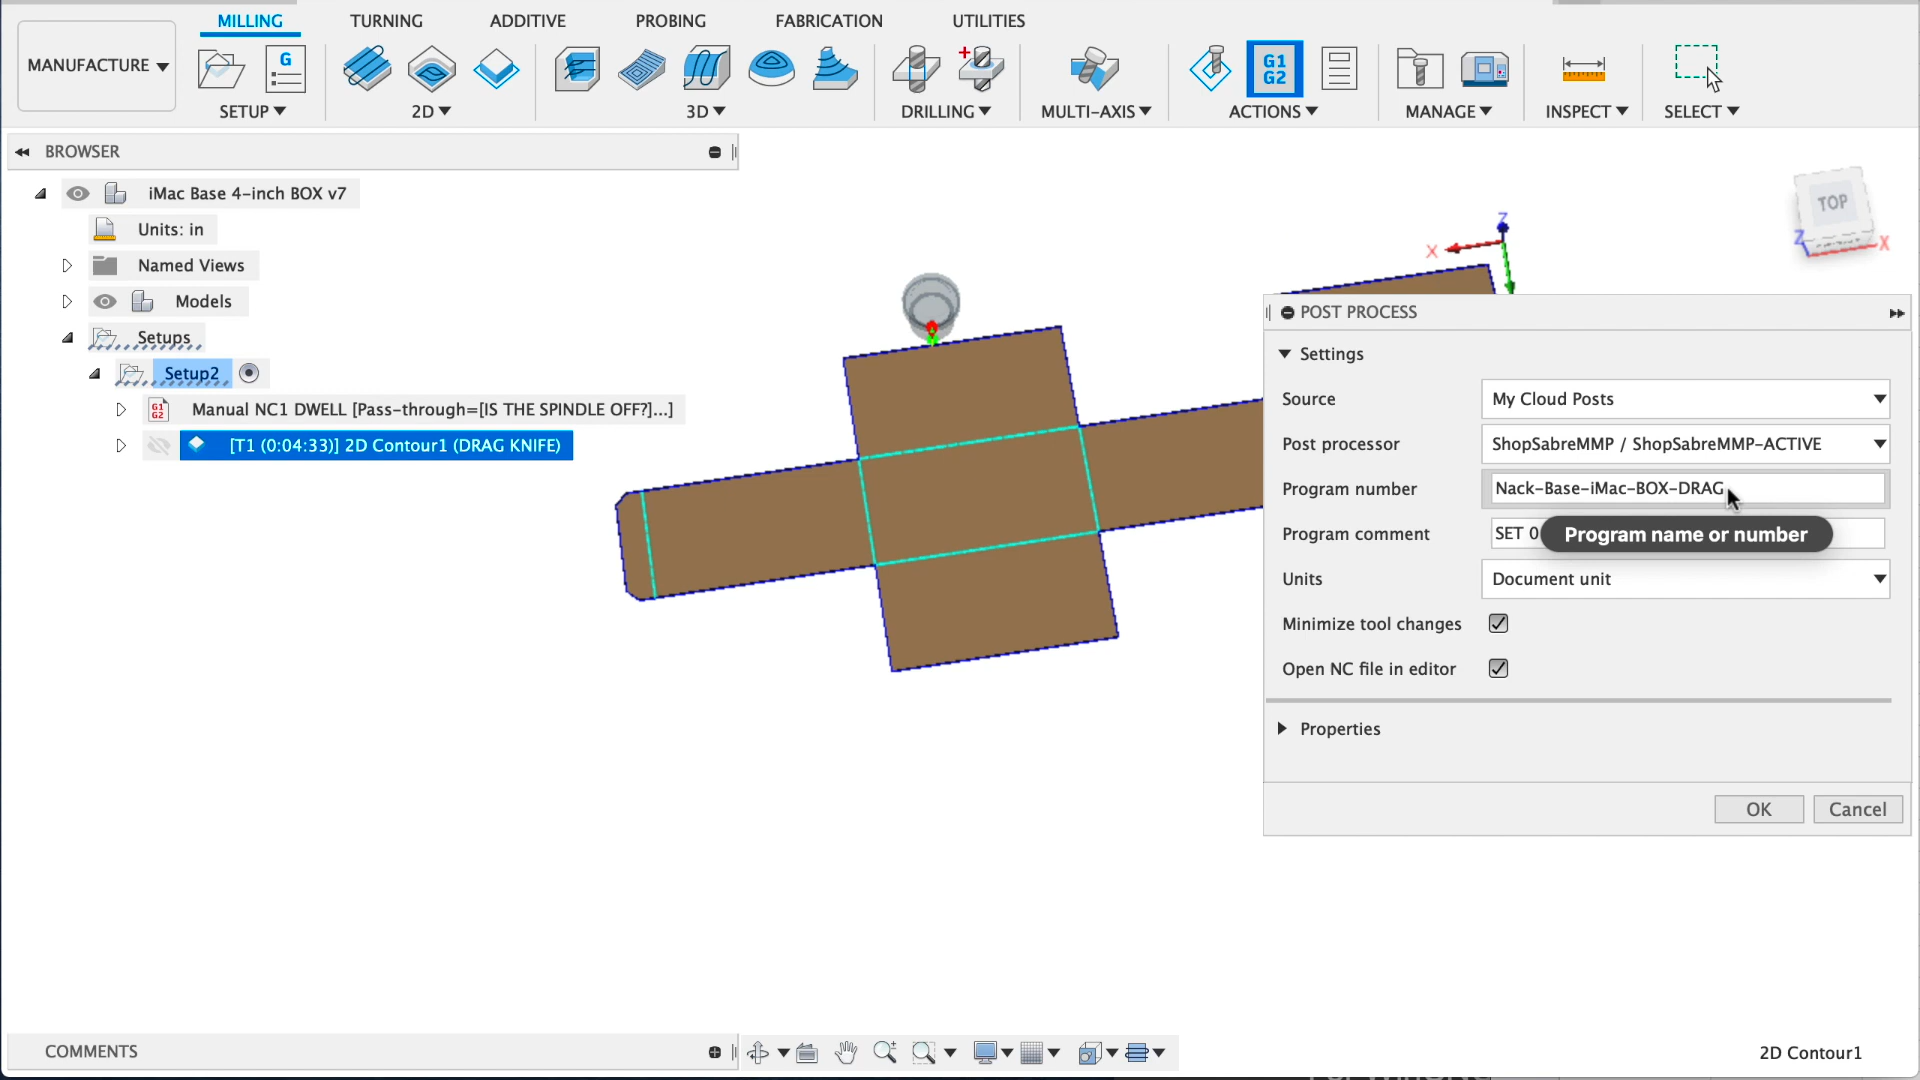 MILLING TURNING ADDITIVE PROBING FABRICATION UTILITIES
MANUFACTURE
G
G1
G2
SETUP 2D 3D DRILLING MULTI-AXIS ACTIONS MANAGE INSPECT SELECT
BROWSER
iMac Base 4-inch BOX v7
Units: in
Named Views
Models
Setups
Setup2
G1
G2
Manual NC1 DWELL [Pass-through=[IS THE SPINDLE OFF?]...]
[T1 (0:04:33)] 2D Contour1 (DRAG KNIFE)
Z
X
TOP
Z
X
POST PROCESS
Settings
Source My Cloud Posts
Post processor ShopSabreMMP / ShopSabreMMP-ACTIVE
Program number Nack-Base-iMac-BOX-DRAG
Program comment SET 0
Program name or number
Units Document unit
Minimize tool changes
Open NC file in editor
Properties
OK Cancel
COMMENTS
2D Contour1